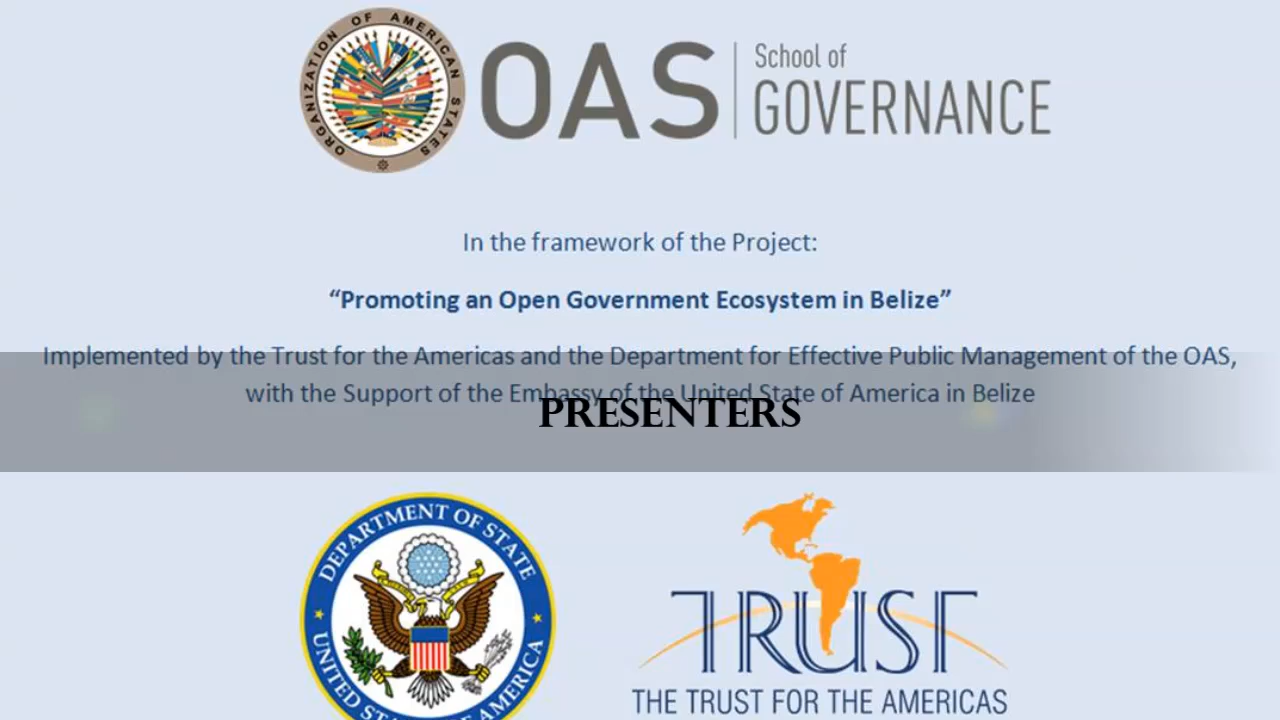 ORGANIZATION OF AMERICAN STATES
OAS
School of
GOVERNANCE
In the framework of the Project:
“Promoting an Open Government Ecosystem in Belize”
Implemented by the Trust for the Americas and the Department for Effective Public Management of the OAS,
with the Support of the Embassy of the United State of America in Belize
PRESENTERS
DEPARTMENT OF STATE
UNITED STATES OF AMERICA
TRUST
THE TRUST FOR THE AMERICAS